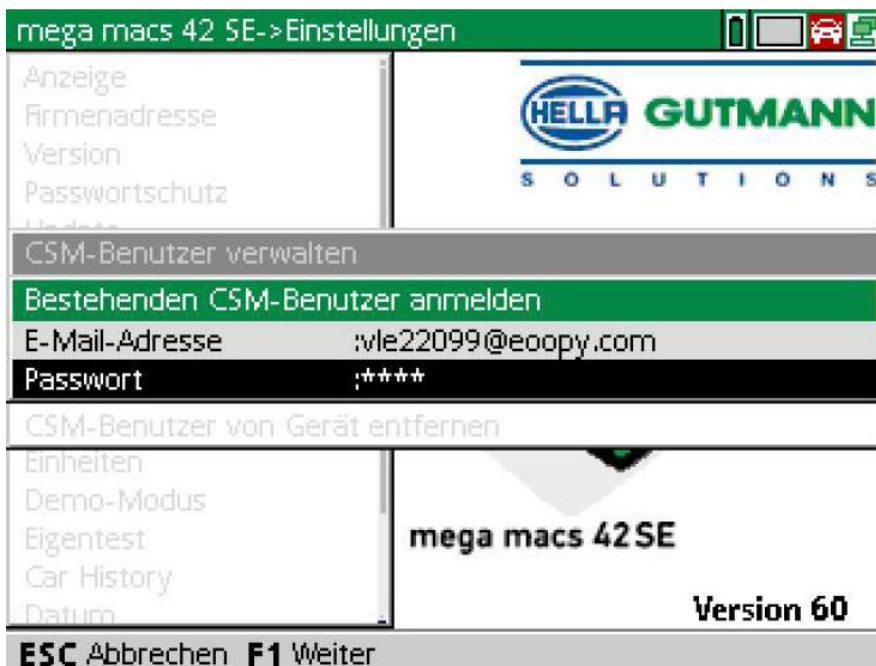 mega macs 42 SE->Einstellungen
Anzeige
Firmenadresse
Version
Passwortschutz
Update
HELLA GUTMANN
SOLUTIONS
CSM-Benutzer verwalten
Bestehenden CSM-Benutzer anmelden
E-Mail-Adresse :vle22099@eoopy.com
Passwort :****
CSM-Benutzer von Gerät entfernen
Einheiten
Demo-Modus
Eigentest
Car History
Datum
mega macs 42SE
Version 60
ESC Abbrechen F1 Weiter